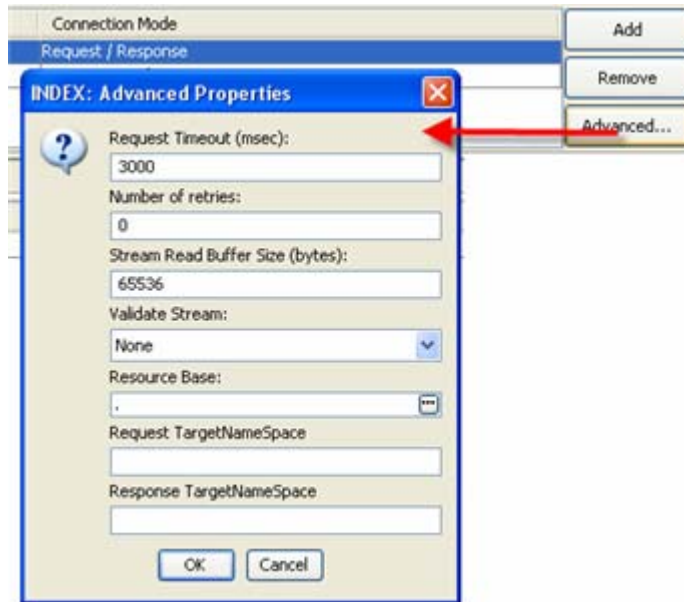 Connection Mode
Add
Request / Response
Remove
INDEX: Advanced Properties
Advanced...
Request Timeout (msec):
3000
Number of retries:
0
Stream Read Buffer Size (bytes):
65536
Validate Stream:
None
Resource Base:
.
Request TargetNameSpace
Response TargetNameSpace
OK Cancel